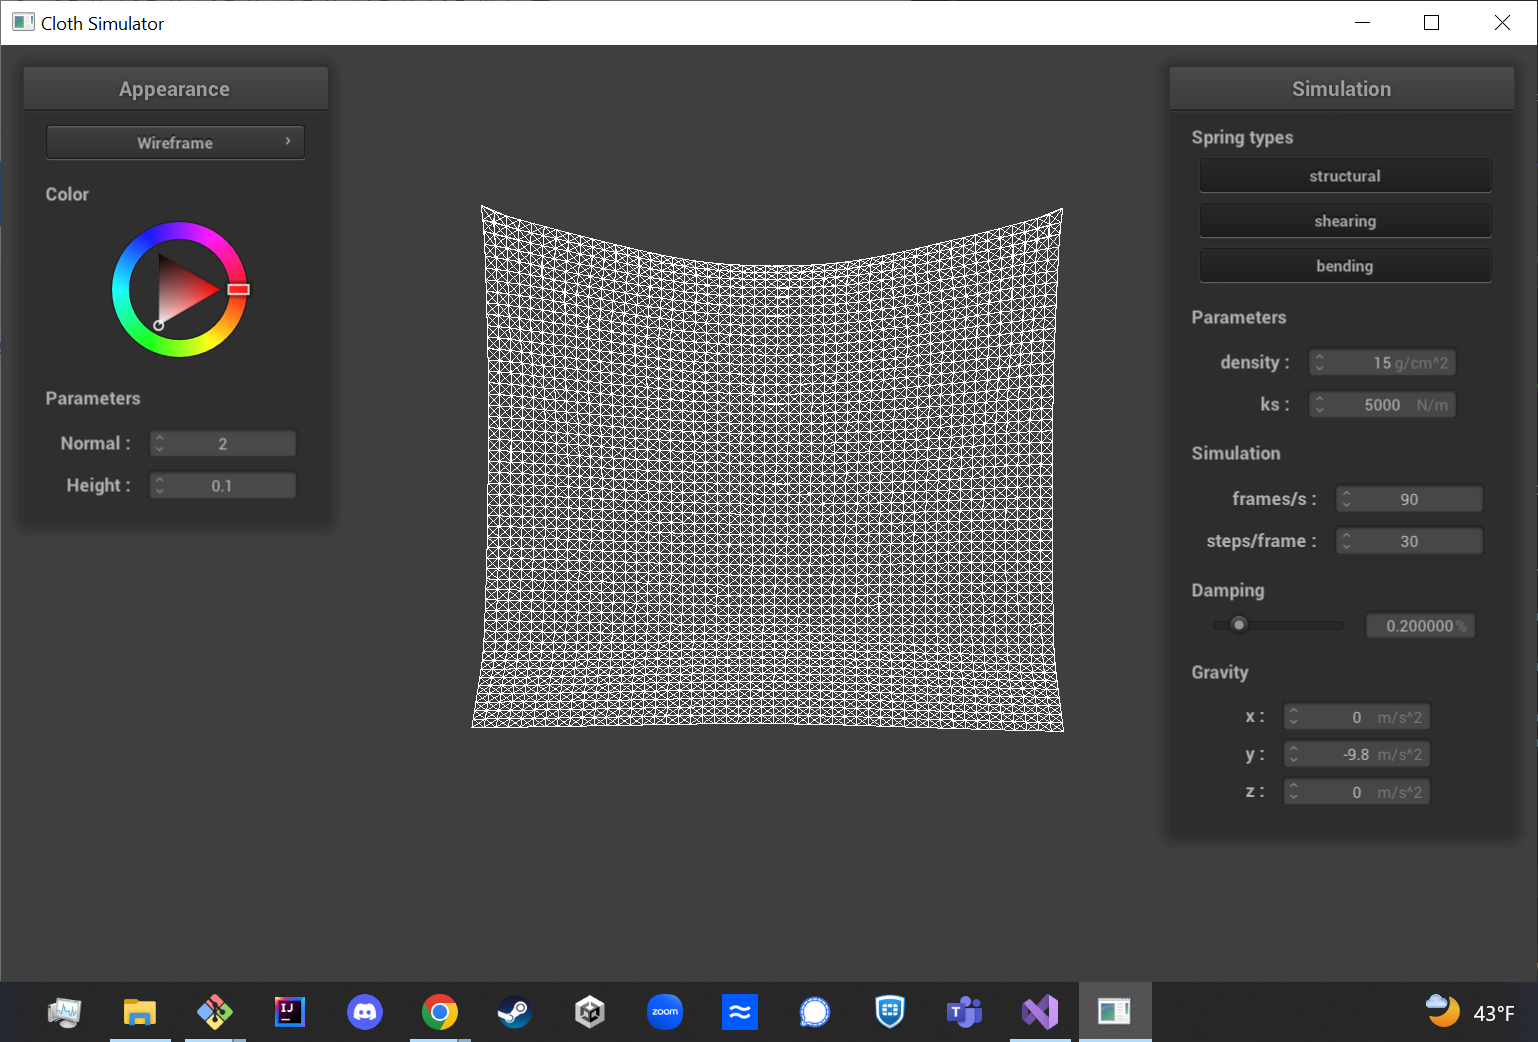 Cloth Simulator
Appearance
Wireframe
Color
Parameters
Normal : 2
Height : 0.1
Simulation
Spring types
structural
shearing
bending
Parameters
density : 15 g/cm^2
ks : 5000 N/m
Simulation
frames/s : 90
steps/frame : 30
Damping
0.200000 %
Gravity
x : 0 m/s^2
y : -9.8 m/s^2
z : 0 m/s^2
IJ
zoom
43°F